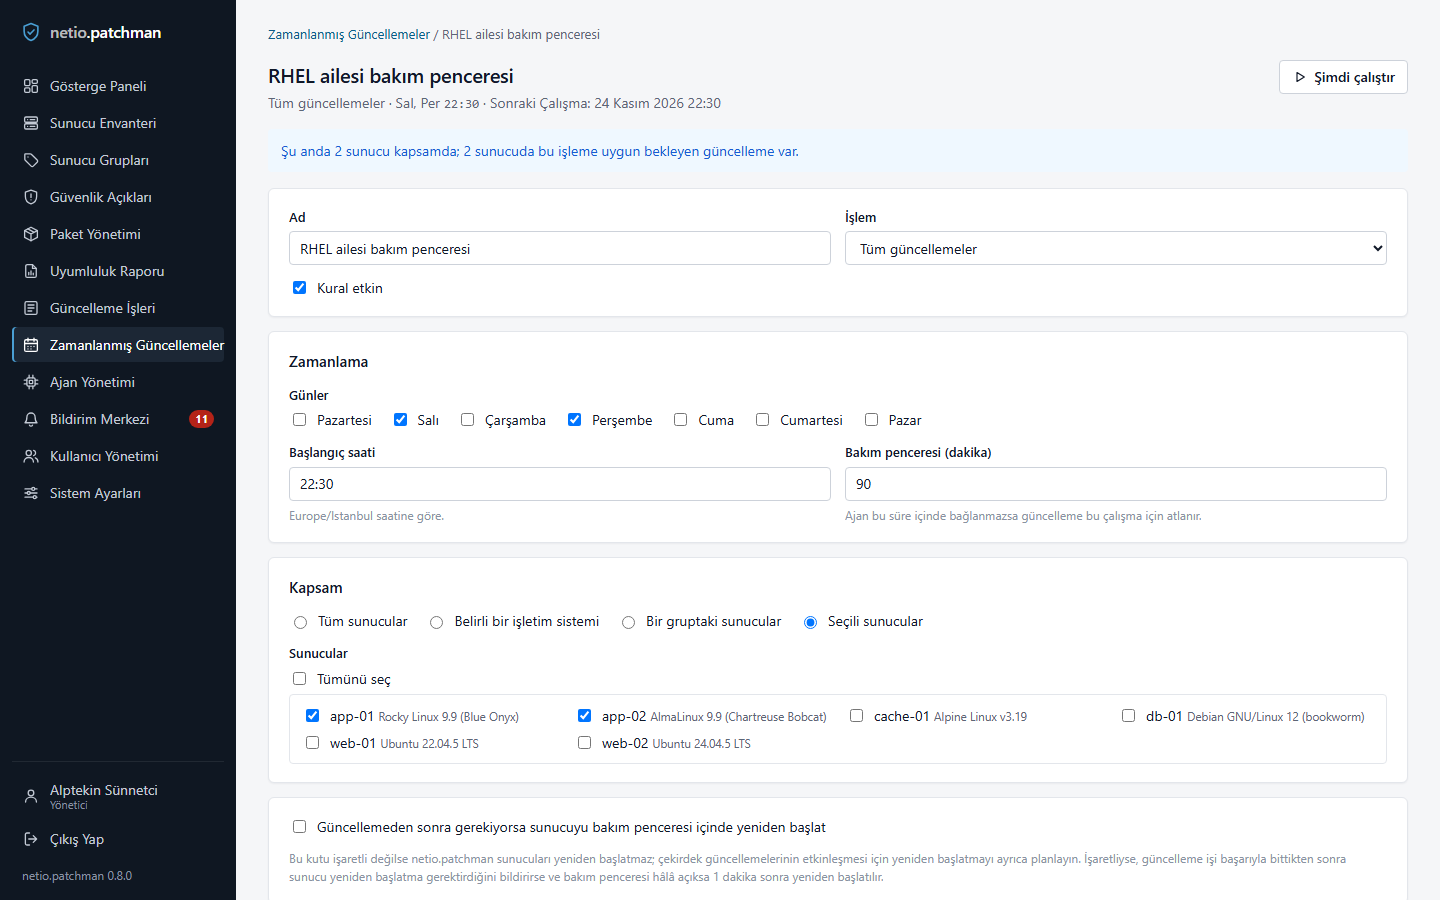 netio.patchman
Gösterge Paneli
Sunucu Envanteri
Sunucu Grupları
Güvenlik Açıkları
Paket Yönetimi
Uyumluluk Raporu
Güncelleme İşleri
Zamanlanmış Güncellemeler
Ajan Yönetimi
Bildirim Merkezi 11
Kullanıcı Yönetimi
Sistem Ayarları
Alptekin Sünnetci
Yönetici
Çıkış Yap
netio.patchman 0.8.0
Zamanlanmış Güncellemeler / RHEL ailesi bakım penceresi
RHEL ailesi bakım penceresi
Şimdi çalıştır
Tüm güncellemeler · Sal, Per 22:30 · Sonraki Çalışma: 24 Kasım 2026 22:30
Şu anda 2 sunucu kapsamda; 2 sunucuda bu işleme uygun bekleyen güncelleme var.
Ad İşlem
RHEL ailesi bakım penceresi Tüm güncellemeler
Kural etkin
Zamanlama
Günler
Pazartesi Salı Çarşamba Perşembe Cuma Cumartesi Pazar
Başlangıç saati Bakım penceresi (dakika)
22:30 90
Europe/Istanbul saatine göre. Ajan bu süre içinde bağlanmazsa güncelleme bu çalışma için atlanır.
Kapsam
Tüm sunucular Belirli bir işletim sistemi Bir gruptaki sunucular Seçili sunucular
Sunucular
Tümünü seç
app-01 Rocky Linux 9.9 (Blue Onyx) app-02 AlmaLinux 9.9 (Chartreuse Bobcat) cache-01 Alpine Linux v3.19 db-01 Debian GNU/Linux 12 (bookworm)
web-01 Ubuntu 22.04.5 LTS web-02 Ubuntu 24.04.5 LTS
Güncellemeden sonra gerekiyorsa sunucuyu bakım penceresi içinde yeniden başlat
Bu kutu işaretli değilse netio.patchman sunucuları yeniden başlatmaz; çekirdek güncellemelerinin etkinleşmesi için yeniden başlatmayı ayrıca planlayın. İşaretliyse, güncelleme işi başarıyla bittikten sonra
sunucu yeniden başlatma gerektirdiğini bildirirse ve bakım penceresi hâlâ açıksa 1 dakika sonra yeniden başlatılır.